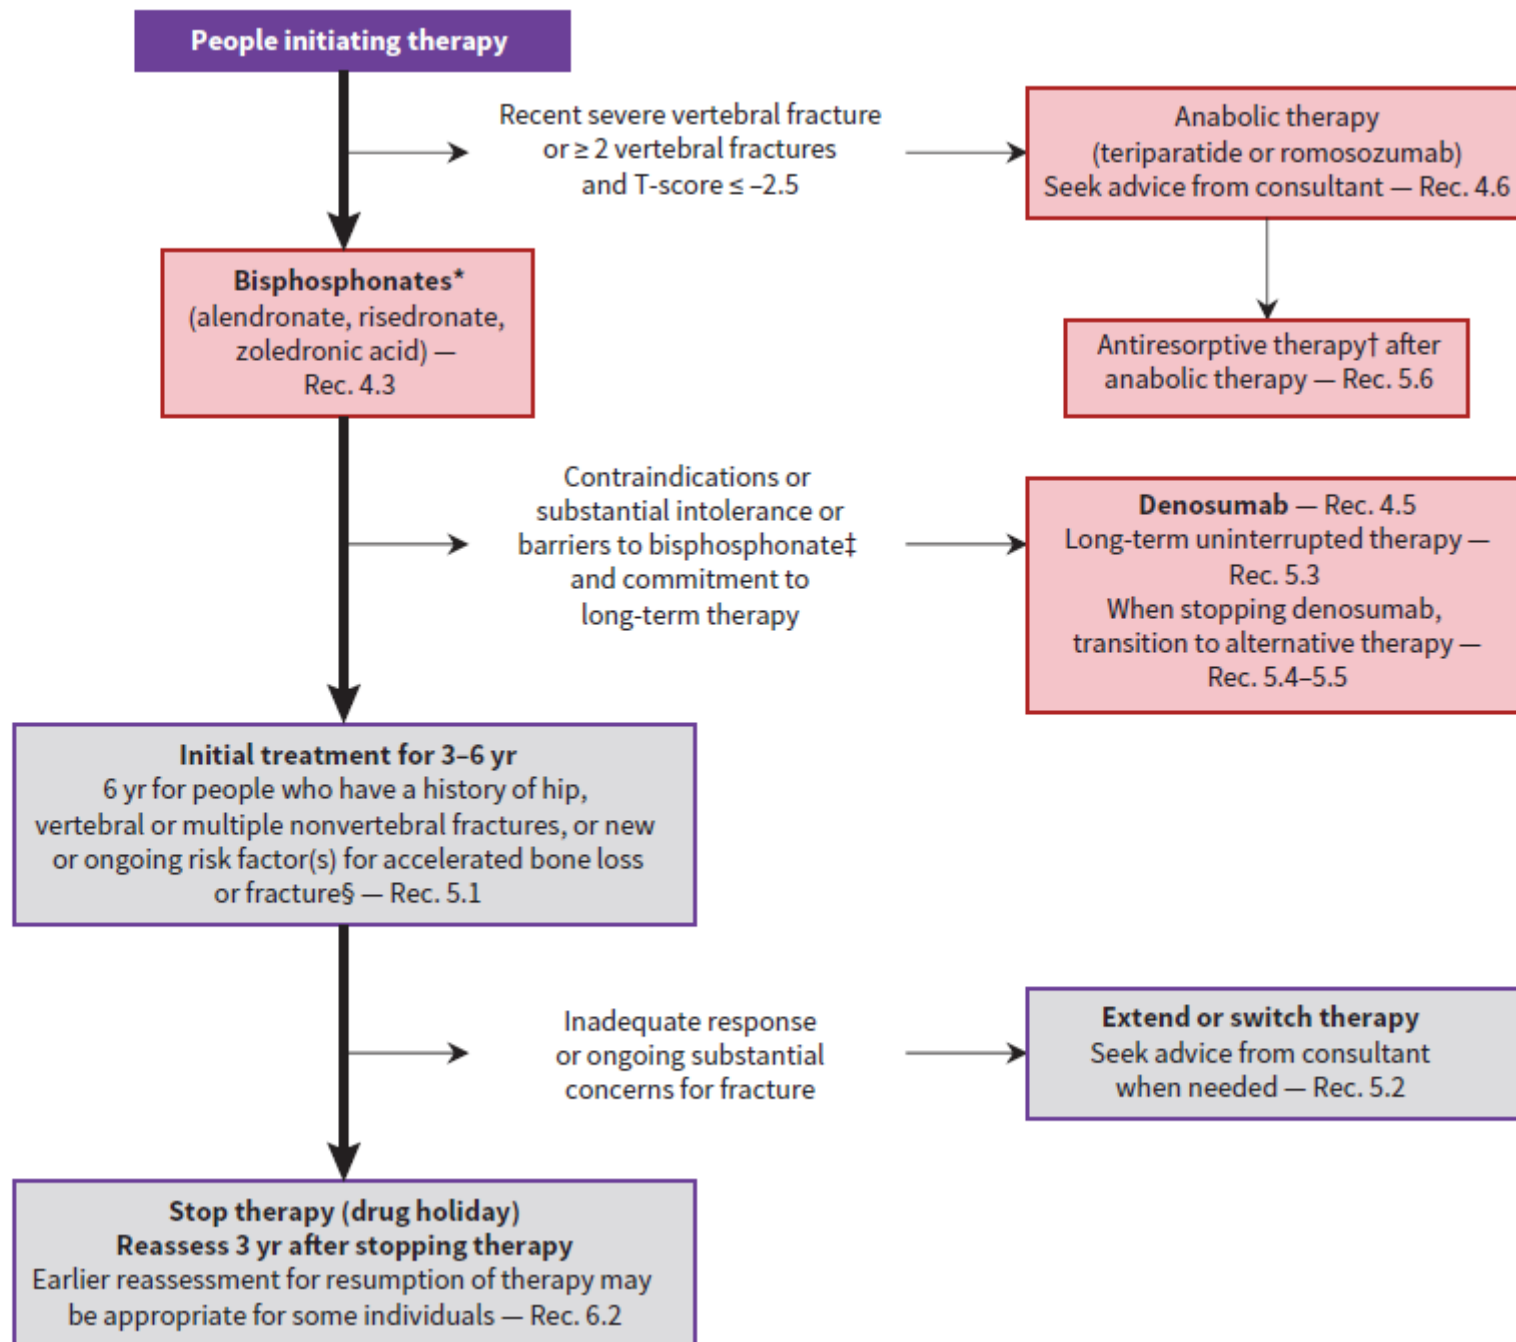 People initiating therapy
Recent severe vertebral fracture
or ≥ 2 vertebral fractures
and T-score ≤ –2.5
Anabolic therapy
(teriparatide or romosozumab)
Seek advice from consultant — Rec. 4.6
Bisphosphonates*
(alendronate, risedronate,
zoledronic acid) —
Rec. 4.3
Antiresorptive therapy† after
anabolic therapy — Rec. 5.6
Contraindications or
substantial intolerance or
barriers to bisphosphonate‡
and commitment to
long-term therapy
Denosumab — Rec. 4.5
Long-term uninterrupted therapy —
Rec. 5.3
When stopping denosumab,
transition to alternative therapy —
Rec. 5.4–5.5
Initial treatment for 3–6 yr
6 yr for people who have a history of hip,
vertebral or multiple nonvertebral fractures, or new
or ongoing risk factor(s) for accelerated bone loss
or fracture§ — Rec. 5.1
Inadequate response
or ongoing substantial
concerns for fracture
Extend or switch therapy
Seek advice from consultant
when needed — Rec. 5.2
Stop therapy (drug holiday)
Reassess 3 yr after stopping therapy
Earlier reassessment for resumption of therapy may
be appropriate for some individuals — Rec. 6.2